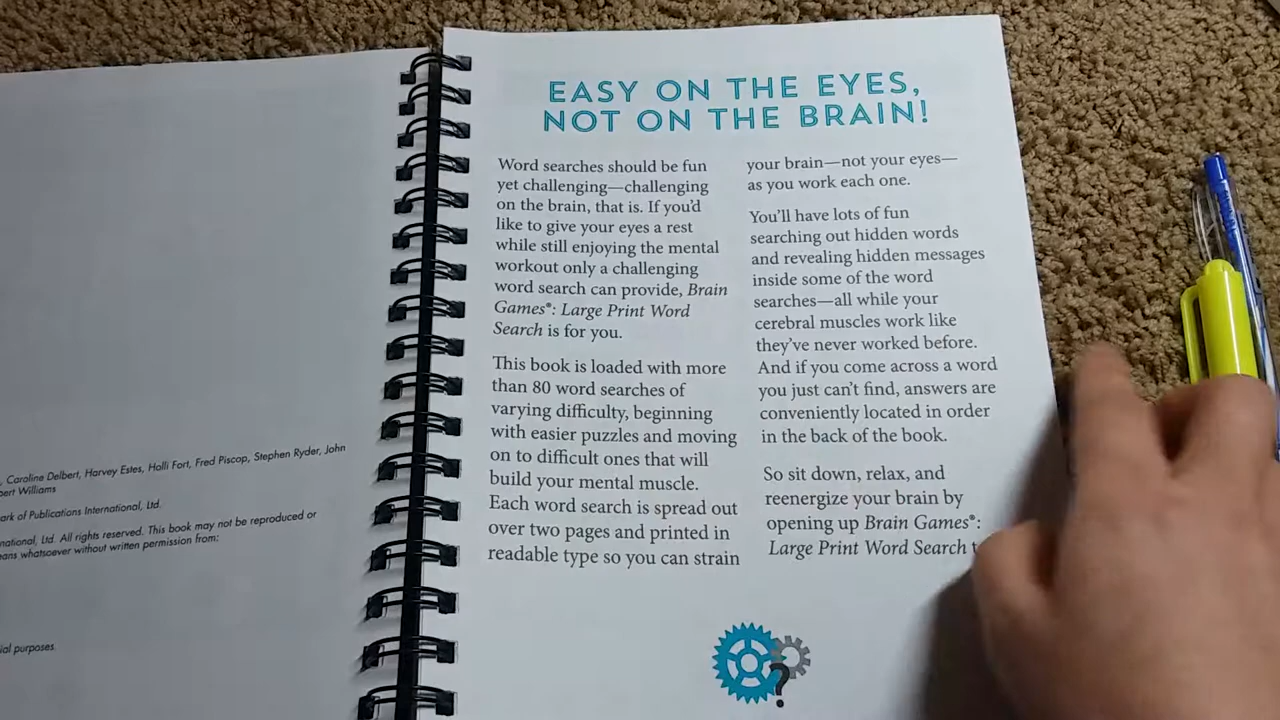 , Caroline Delbert, Harvey Estes, Holli Fort, Fred Piscop, Stephen Ryder, John
bert Williams
ark of Publications International, Ltd.
national, Ltd. All rights reserved. This book may not be reproduced or
eans whatsoever without written permission from:
ial purposes.
EASY ON THE EYES,
NOT ON THE BRAIN!
Word searches should be fun
yet challenging—challenging
on the brain, that is. If you’d
like to give your eyes a rest
while still enjoying the mental
workout only a challenging
word search can provide, Brain
Games®: Large Print Word
Search is for you.
This book is loaded with more
than 80 word searches of
varying difficulty, beginning
with easier puzzles and moving
on to difficult ones that will
build your mental muscle.
Each word search is spread out
over two pages and printed in
readable type so you can strain
your brain—not your eyes—
as you work each one.
You’ll have lots of fun
searching out hidden words
and revealing hidden messages
inside some of the word
searches—all while your
cerebral muscles work like
they’ve never worked before.
And if you come across a word
you just can’t find, answers are
conveniently located in order
in the back of the book.
So sit down, relax, and
reenergize your brain by
opening up Brain Games®:
Large Print Word Search
?